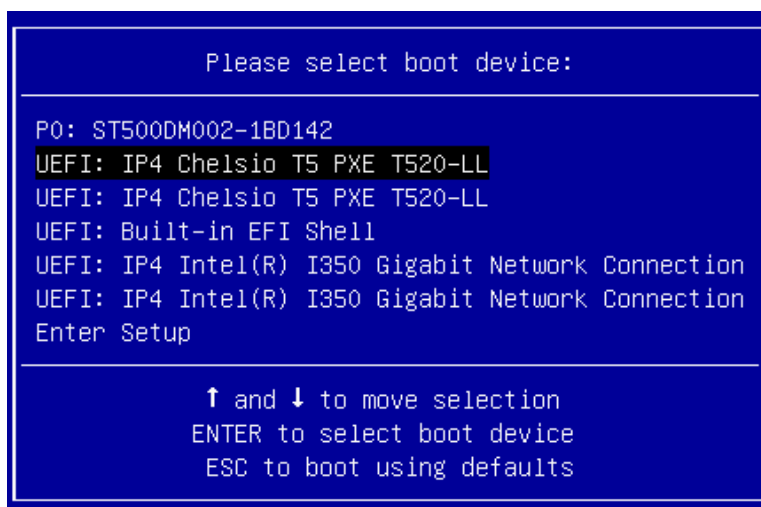 Please select boot device:
P0: ST500DM002-1BD142
UEFI: IP4 Chelsio T5 PXE T520-LL
UEFI: IP4 Chelsio T5 PXE T520-LL
UEFI: Built-in EFI Shell
UEFI: IP4 Intel(R) I350 Gigabit Network Connection
UEFI: IP4 Intel(R) I350 Gigabit Network Connection
Enter Setup
↑ and ↓ to move selection
ENTER to select boot device
ESC to boot using defaults